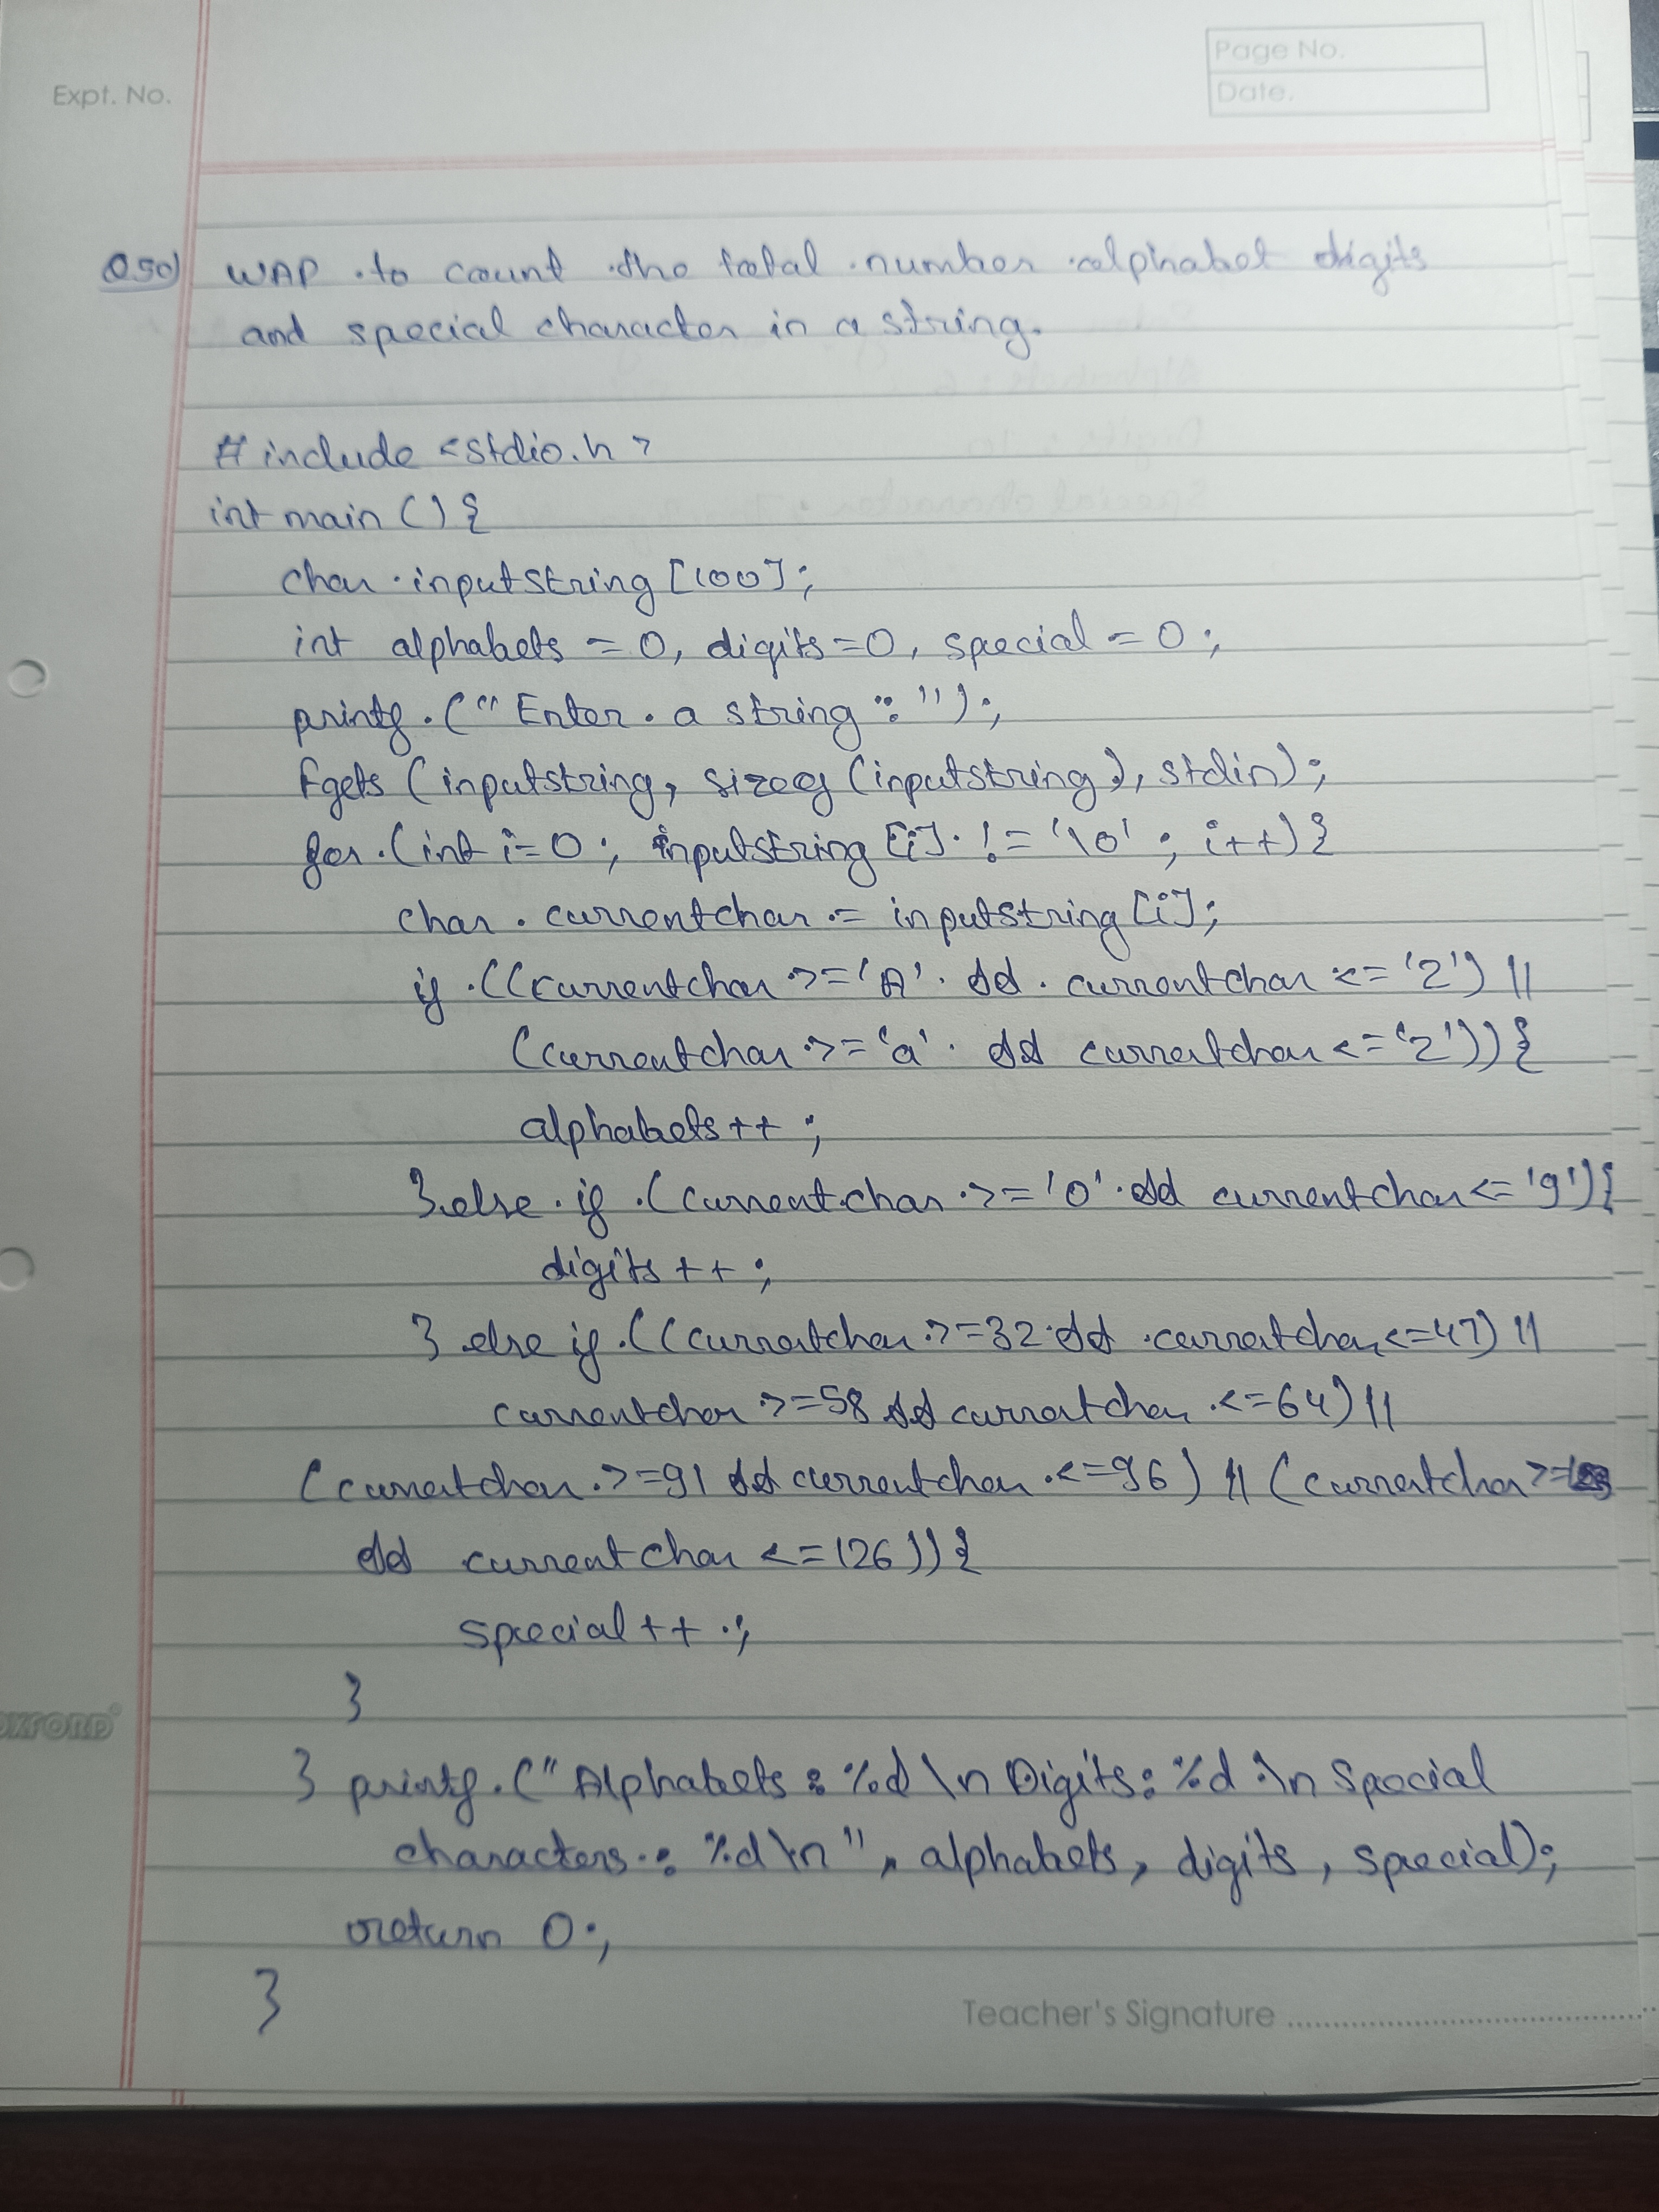 Page No.
Expt. No.
Date.
Q50) WAP to count the total number alphabet digits
and special character in a string.
#include <stdio.h>
int main () {
char inputstring [100];
int alphabets = 0, digits = 0, special = 0;
printf ("Enter a string : ");
fgets (inputstring, sizeof (inputstring), stdin);
for (int i = 0; inputstring [i] != '\0' ; i++) {
char currentchar = inputstring [i];
if ((currentchar >= 'A' && currentchar <= 'Z') ||
(currentchar >= 'a' && currentchar <= 'z')) {
alphabets ++ ;
} else if (currentchar >= '0' && currentchar <= '9') {
digits ++ ;
} else if ((currentchar >= 32 && currentchar <= 47) ||
currentchar >= 58 && currentchar <= 64) ||
(currentchar >= 91 && currentchar <= 96) || (currentchar >=
&& currentchar <= 126)) {
special ++ ;
}
} printf ("Alphabets : %d \n Digits : %d \n Special
characters : %d \n ", alphabets, digits, special);
return 0 ;
}
OXFORD
Teacher's Signature